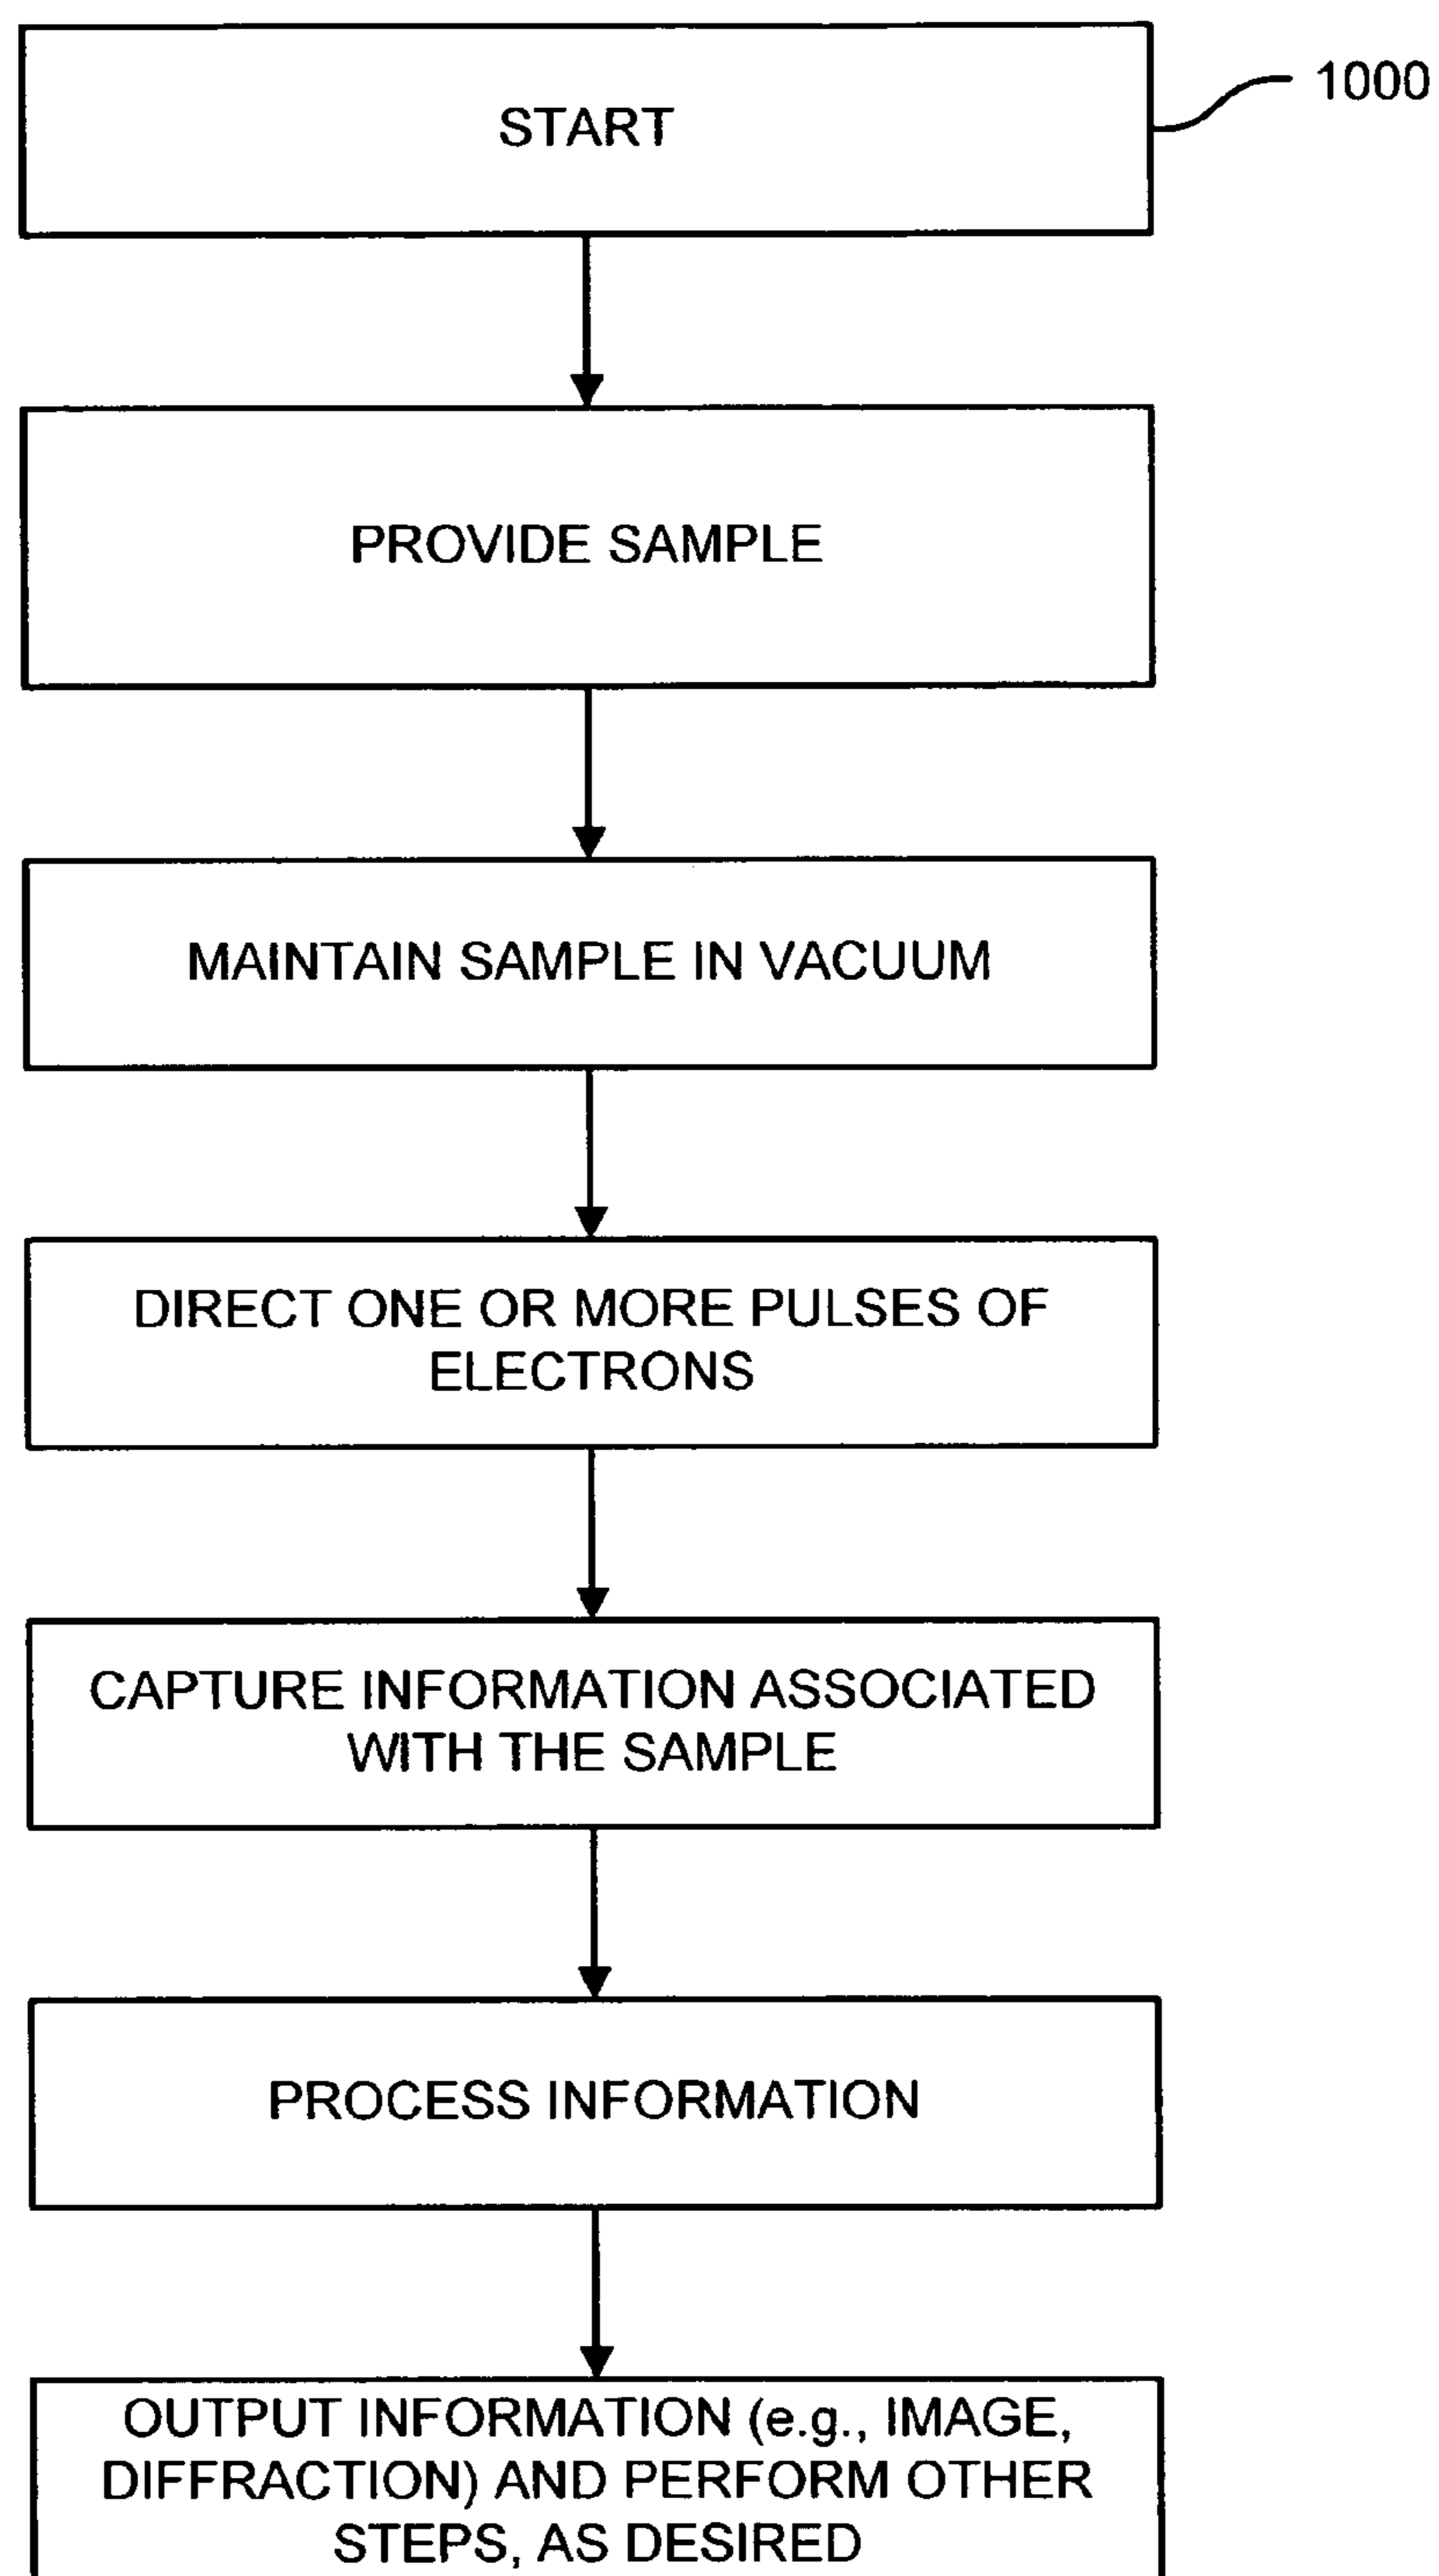 START
1000
PROVIDE SAMPLE
MAINTAIN SAMPLE IN VACUUM
DIRECT ONE OR MORE PULSES OF
ELECTRONS
CAPTURE INFORMATION ASSOCIATED
WITH THE SAMPLE
PROCESS INFORMATION
OUTPUT INFORMATION (e.g., IMAGE,
DIFFRACTION) AND PERFORM OTHER
STEPS, AS DESIRED